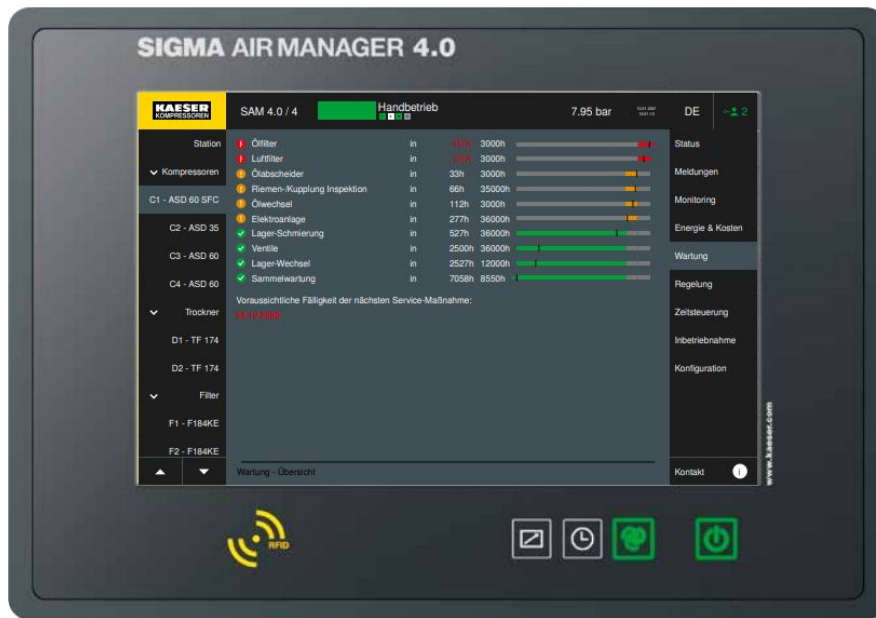 SIGMA AIR MANAGER 4.0
KAESER
KOMPRESSOREN
SAM 4.0 / 4
Handbetrieb
7.95 bar
DE
2
Station
Kompressoren
C1 - ASD 60 SFC
C2 - ASD 35
C3 - ASD 60
C4 - ASD 60
Trockner
D1 - TF 174
D2 - TF 174
Filter
F1 - F184KE
F2 - F184KE
Ölfilter in 3000h
Luftfilter in 3000h
Ölabscheider in 33h 3000h
Riemen-/Kupplung Inspektion in 66h 35000h
Ölwechsel in 112h 3000h
Elektroanlage in 277h 36000h
Lager-Schmierung in 527h 36000h
Ventile in 2500h 36000h
Lager-Wechsel in 2527h 12000h
Sammelwartung in 7058h 8550h
Voraussichtliche Fälligkeit der nächsten Service-Maßnahme:
Wartung - Übersicht
Status
Meldungen
Monitoring
Energie & Kosten
Wartung
Regelung
Zeitsteuerung
Inbetriebnahme
Konfiguration
Kontakt i
www.kaeser.com
RFID